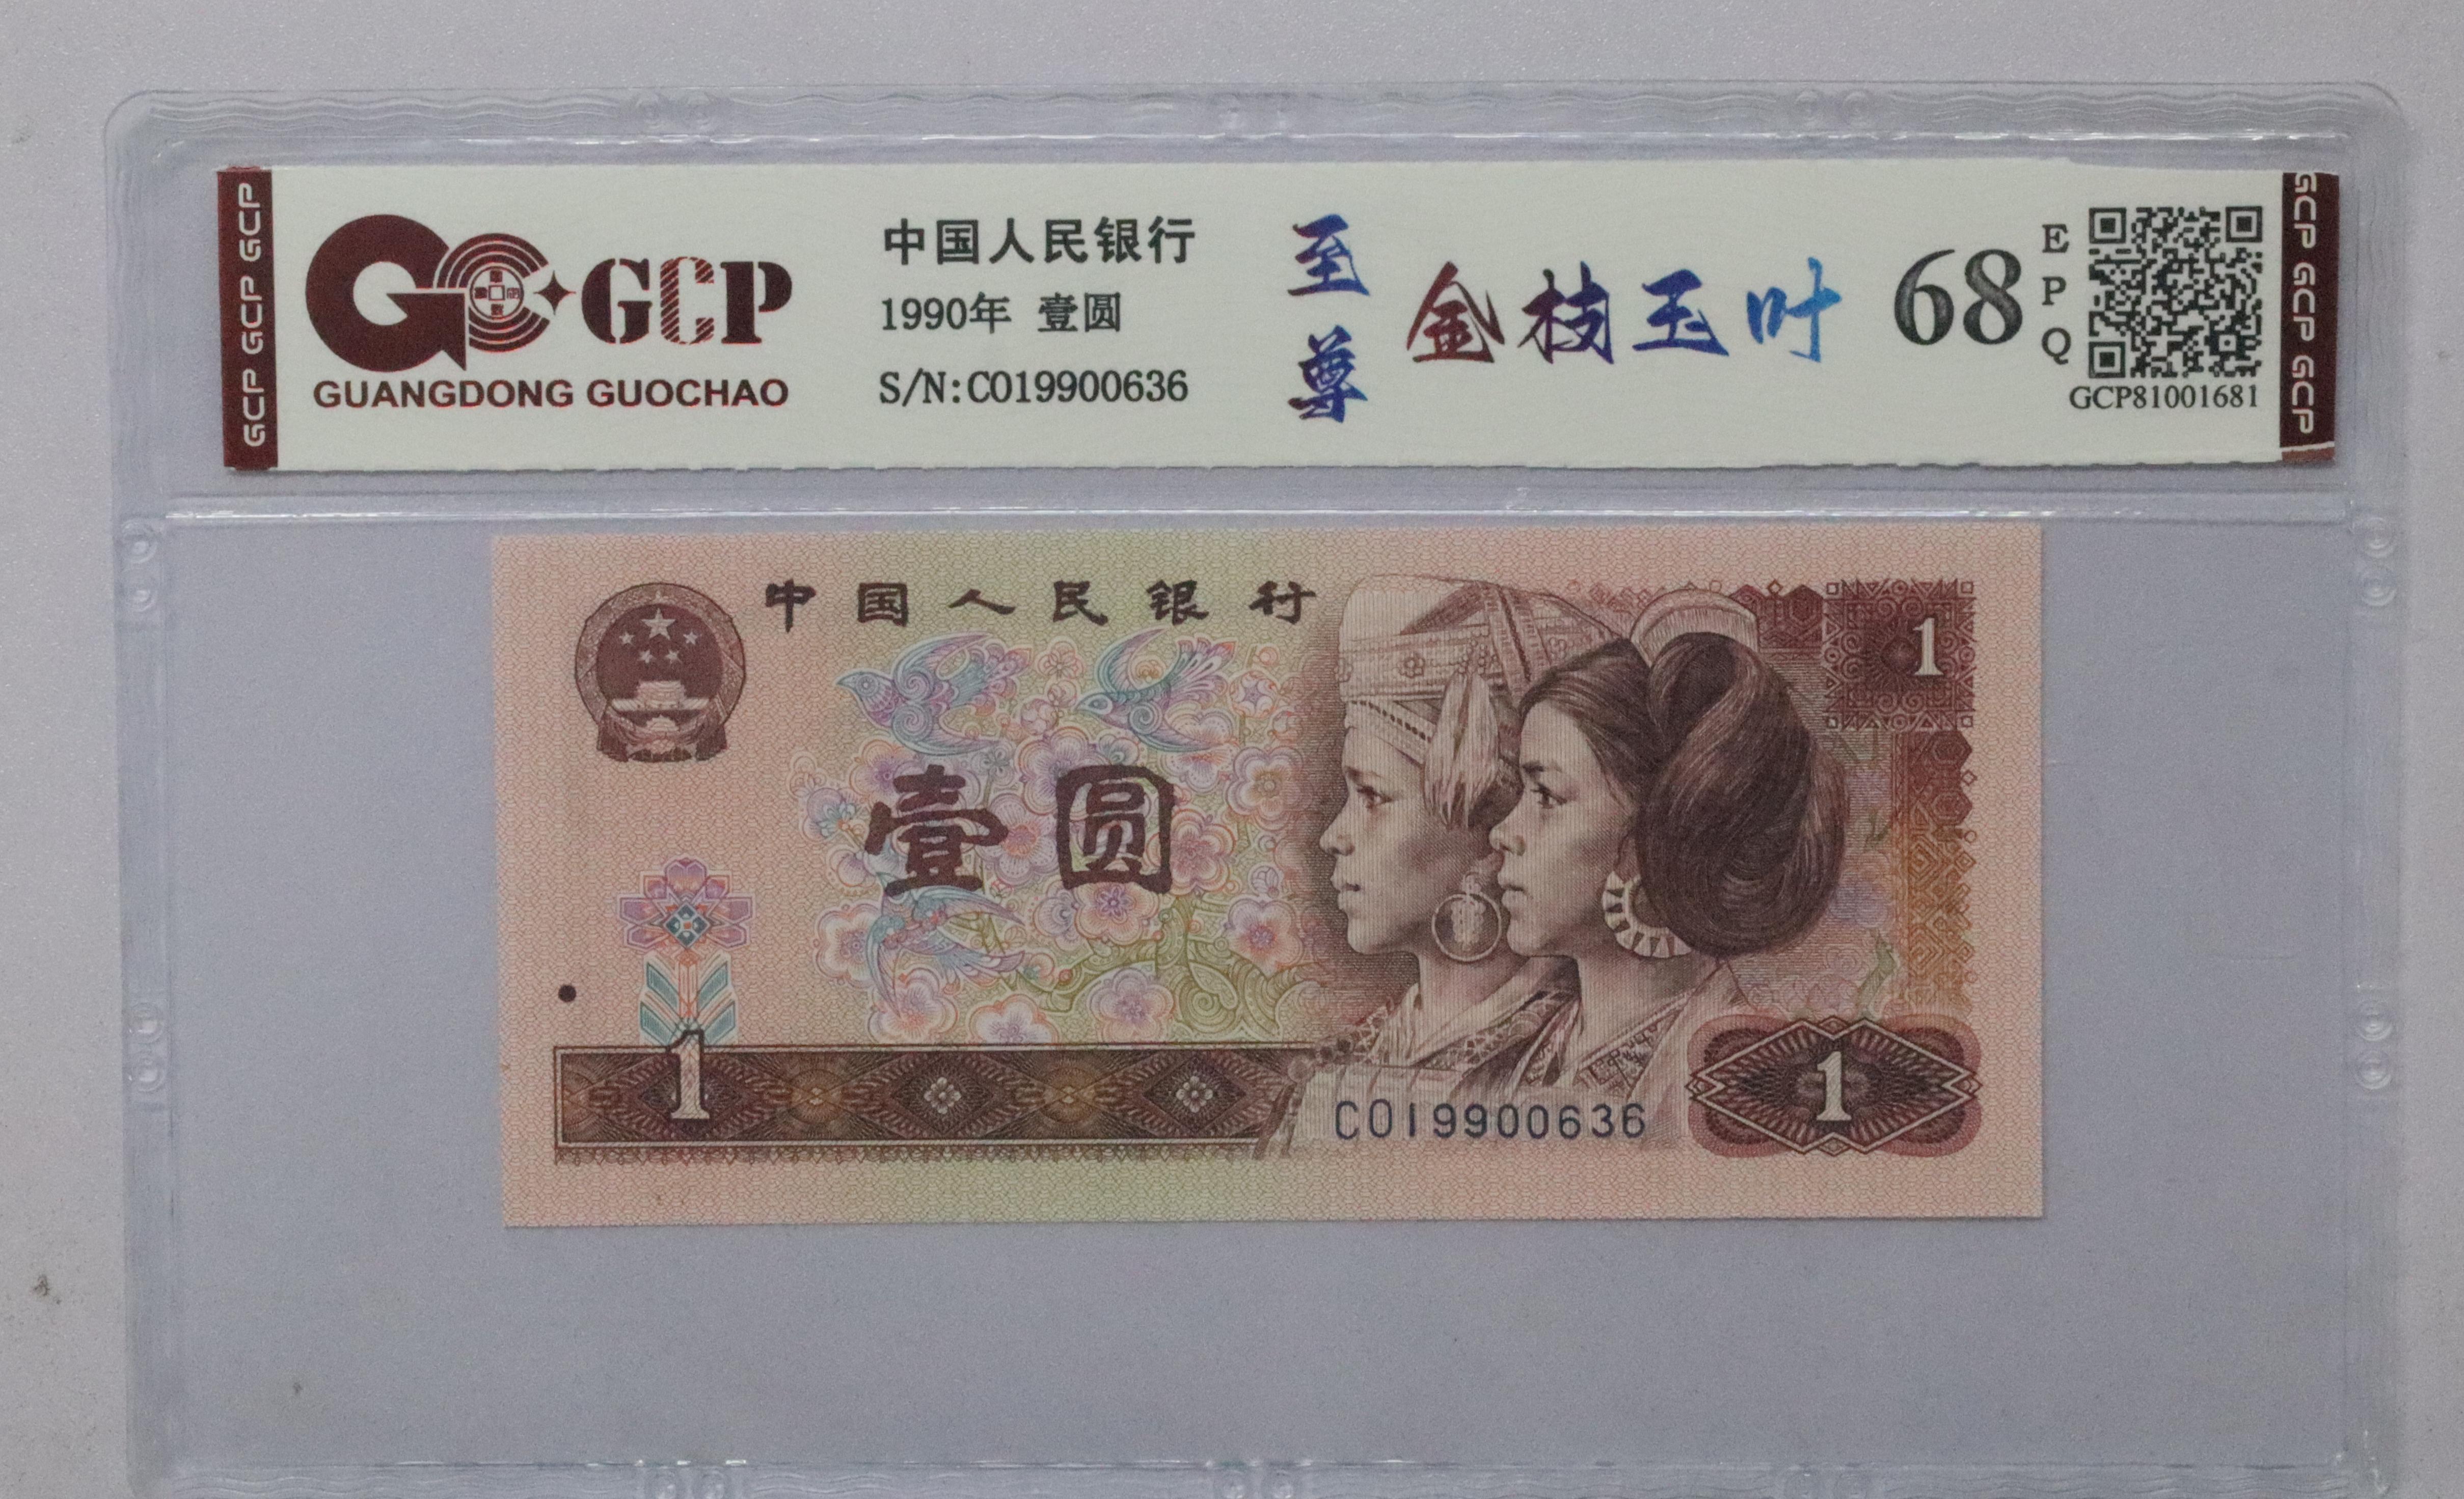 GCP GCP GCP
GCP
GUANGDONG GUOCHAO
中国人民银行
1990年 壹圆
S/N:C019900636
至尊
金枝玉叶
68
EPQ
GCP81001681
GCP GCP GCP
中国人民银行
1
壹圆
1
C019900636
1